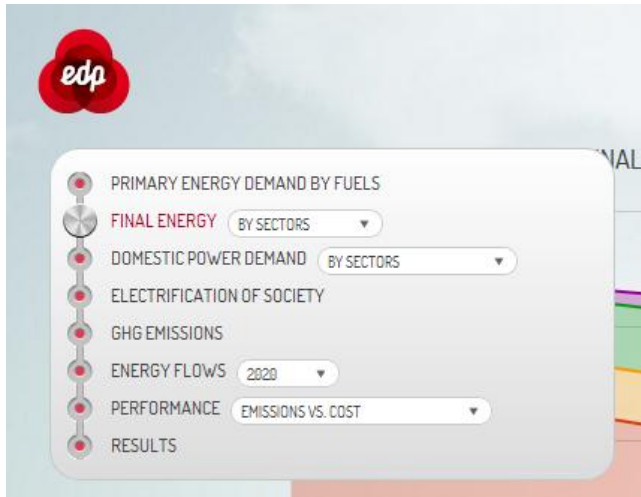 edp
NAL
PRIMARY ENERGY DEMAND BY FUELS
FINAL ENERGY BY SECTORS
DOMESTIC POWER DEMAND BY SECTORS
ELECTRIFICATION OF SOCIETY
GHG EMISSIONS
ENERGY FLOWS 2020
PERFORMANCE EMISSIONS VS. COST
RESULTS